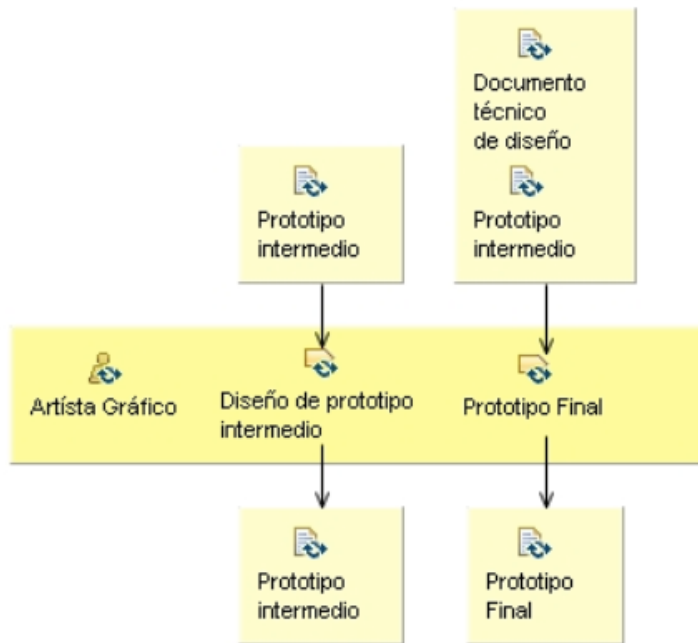 Documento
técnico
de diseño
Prototipo
intermedio
Prototipo
intermedio
Artísta Gráfico
Diseño de prototipo
intermedio
Prototipo Final
Prototipo
intermedio
Prototipo
Final